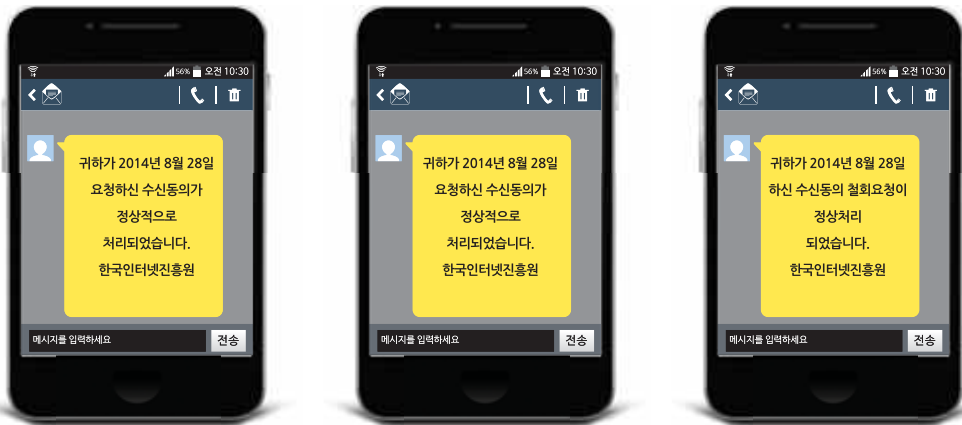 56% 오전 10:30
귀하가 2014년 8월 28일
요청하신 수신동의가
정상적으로
처리되었습니다.
한국인터넷진흥원
메시지를 입력하세요 전송
56% 오전 10:30
귀하가 2014년 8월 28일
요청하신 수신동의가
정상적으로
처리되었습니다.
한국인터넷진흥원
메시지를 입력하세요 전송
56% 오전 10:30
귀하가 2014년 8월 28일
하신 수신동의 철회요청이
정상처리
되었습니다.
한국인터넷진흥원
메시지를 입력하세요 전송